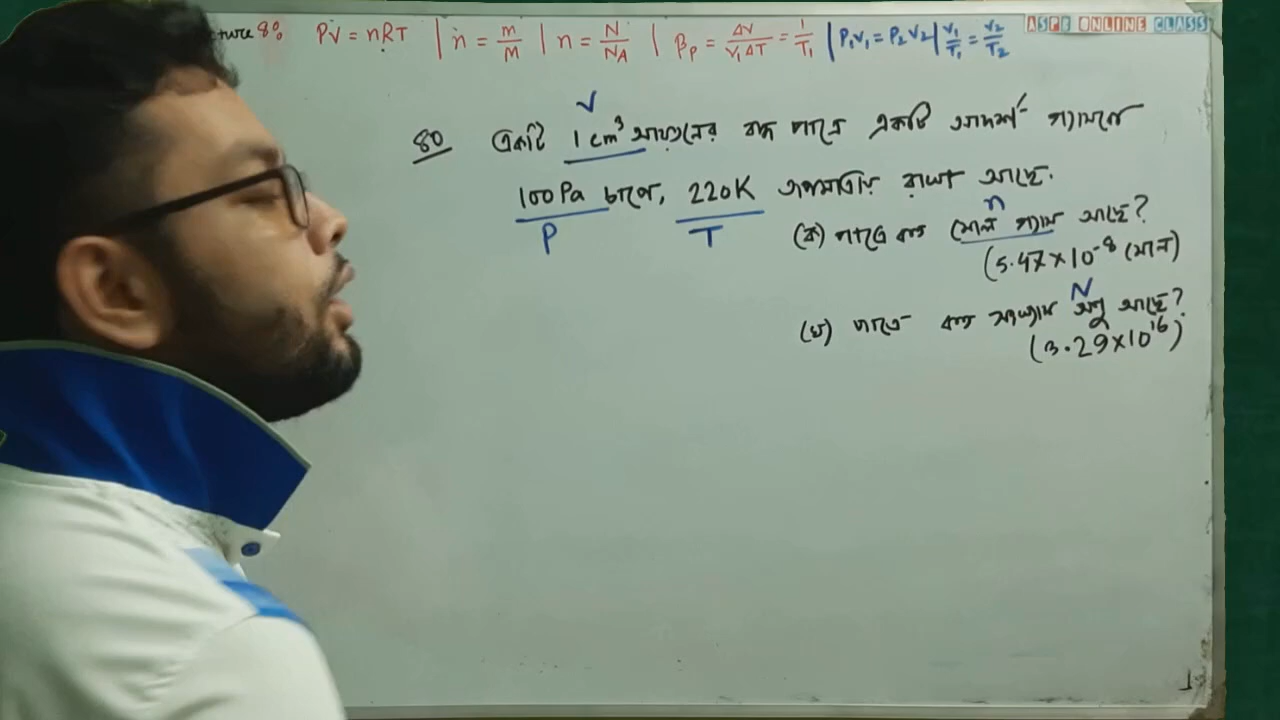 ture 8% PV = nRT | n = m/M | n = N/NA | βp = ΔV/V₁ΔT = 1/T₁ | P₁V₁ = P₂V₂ | V₁/T₁ = V₂/T₂
ASPE ONLINE CLASS
V
80 একটি 1 cm³ আয়তনের বদ্ধ পাত্রে একটি আদর্শ গ্যাসকে
100 Pa চাপে, 220K তাপমাত্রায় রাখা আছে.
P T n
(ক) পাত্রে কত মোল গ্যাস আছে?
(5.47×10⁻⁸ মোল)
N
(খ) পাত্রে কত সংখ্যক অণু আছে?
(3.29×10¹⁶)